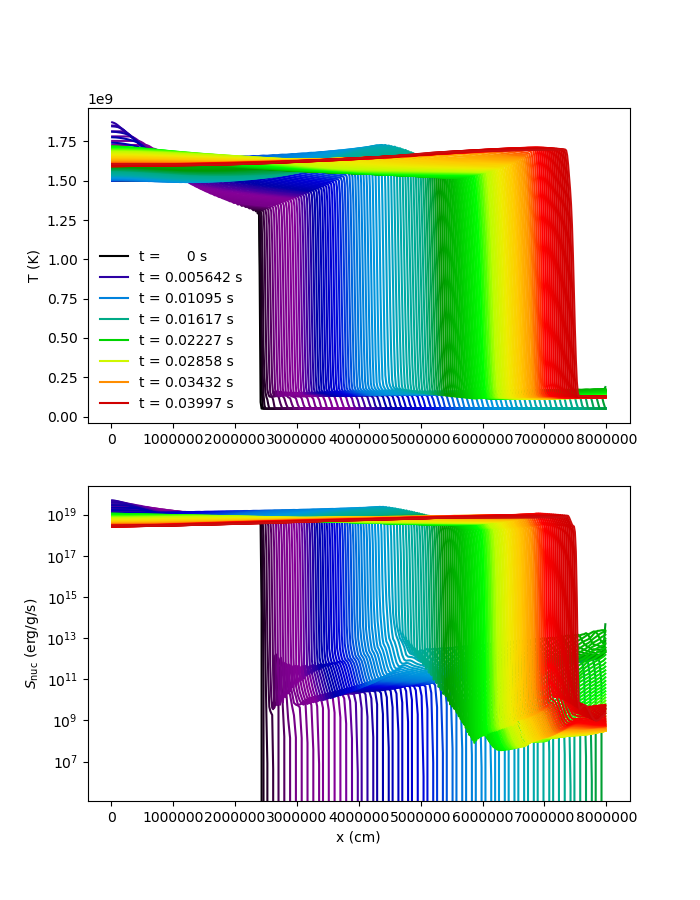 1e9
1.75
1.50
1.25
1.00
0.75
0.50
0.25
0.00
T (K)
t =      0 s
t = 0.005642 s
t = 0.01095 s
t = 0.01617 s
t = 0.02227 s
t = 0.02858 s
t = 0.03432 s
t = 0.03997 s
0 1000000 2000000 3000000 4000000 5000000 6000000 7000000 8000000
10^19
10^17
10^15
10^13
10^11
10^9
10^7
S_nuc (erg/g/s)
0 1000000 2000000 3000000 4000000 5000000 6000000 7000000 8000000
x (cm)